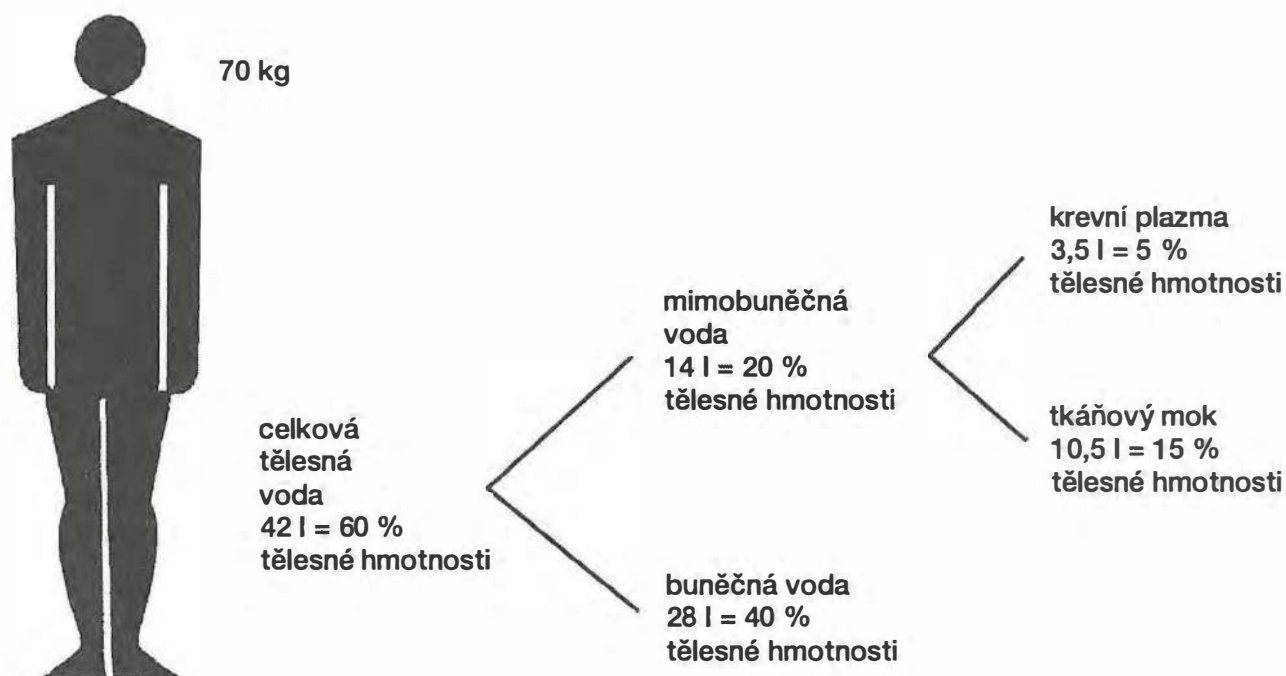 70 kg
celková
tělesná
voda
42 l = 60 %
tělesné hmotnosti
mimobuněčná
voda
14 l = 20 %
tělesné hmotnosti
buněčná voda
28 l = 40 %
tělesné hmotnosti
krevní plazma
3,5 l = 5 %
tělesné hmotnosti
tkáňový mok
10,5 l = 15 %
tělesné hmotnosti